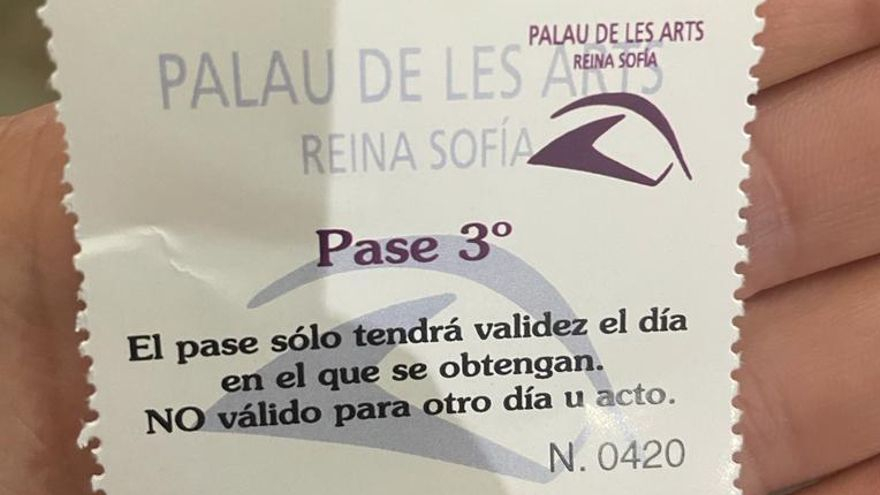 PALAU DE LES ARTS
REINA SOFÍA
PALAU DE LES ARTS
REINA SOFÍA
Pase 3º
El pase sólo tendrá validez el día
en el que se obtengan.
NO válido para otro día u acto.
N. 0420